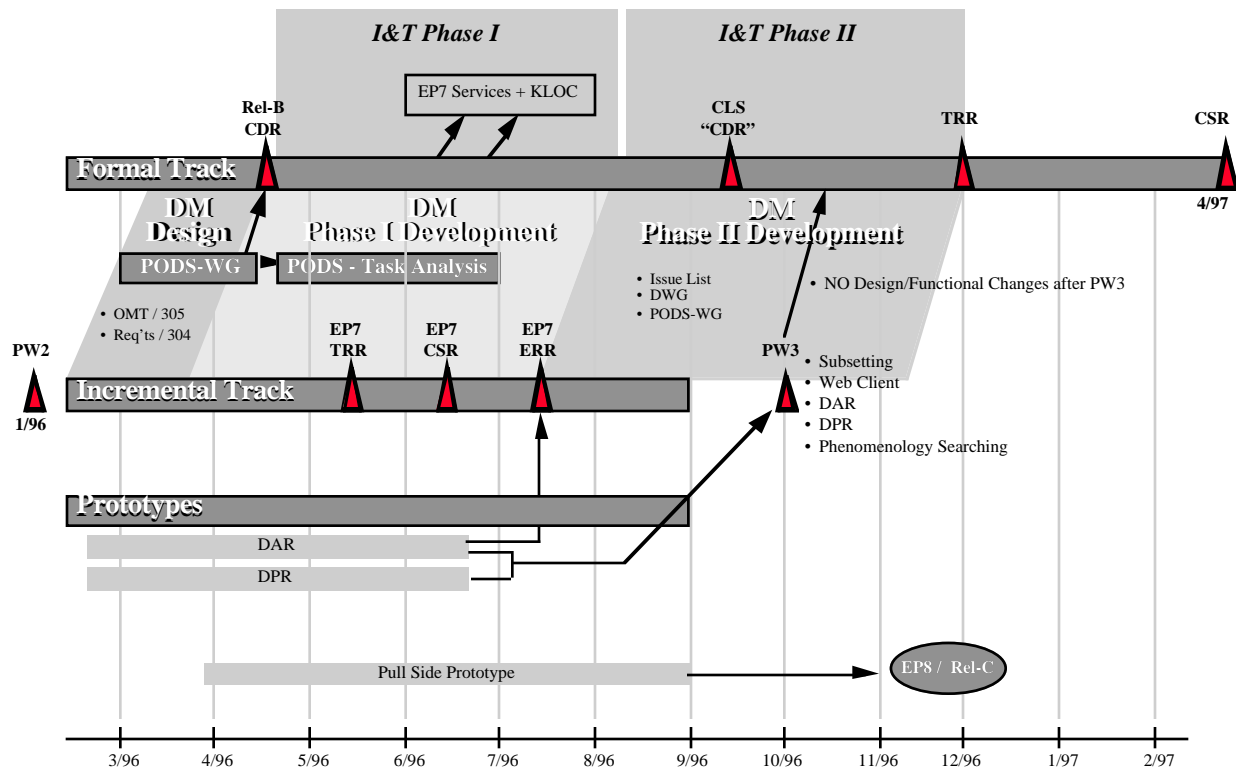 I&T Phase I
I&T Phase II
EP7 Services + KLOC
Rel-B
CDR
CLS
“CDR”
TRR
CSR
Formal Track
4/97
DM
Design
DM
Phase I Development
DM
Phase II Development
PODS-WG
PODS - Task Analysis
• Issue List
• DWG
• PODS-WG
• NO Design/Functional Changes after PW3
• OMT / 305
• Req’ts / 304
PW2
EP7
TRR
EP7
CSR
EP7
ERR
PW3
• Subsetting
• Web Client
• DAR
• DPR
• Phenomenology Searching
Incremental Track
1/96
Prototypes
DAR
DPR
Pull Side Prototype
EP8 / Rel-C
3/96
4/96
5/96
6/96
7/96
8/96
9/96
10/96
11/96
12/96
1/97
2/97